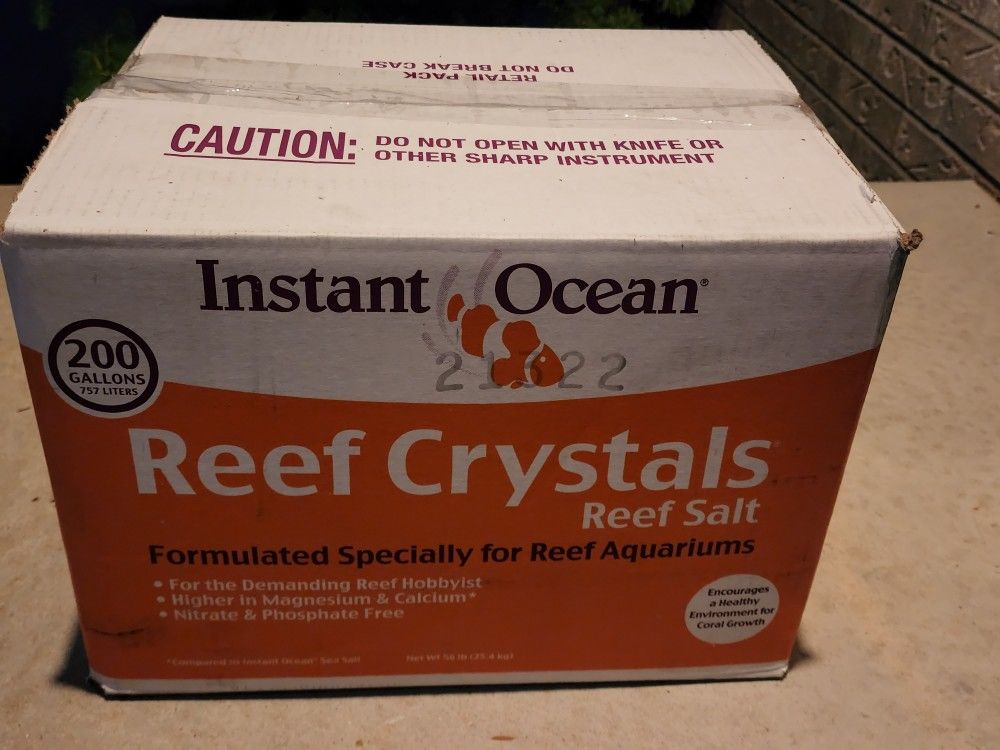 RETAIL PACK
DO NOT BREAK CASE
CAUTION: DO NOT OPEN WITH KNIFE OR
OTHER SHARP INSTRUMENT
Instant Ocean®
200
GALLONS
757 LITERS
21322
Reef Crystals
Reef Salt
Formulated Specially for Reef Aquariums
• For the Demanding Reef Hobbyist
• Higher in Magnesium & Calcium*
• Nitrate & Phosphate Free
Encourages
a Healthy
Environment for
Coral Growth
*Compared to Instant Ocean® Sea Salt
Net Wt 56 lb (25.4 kg)